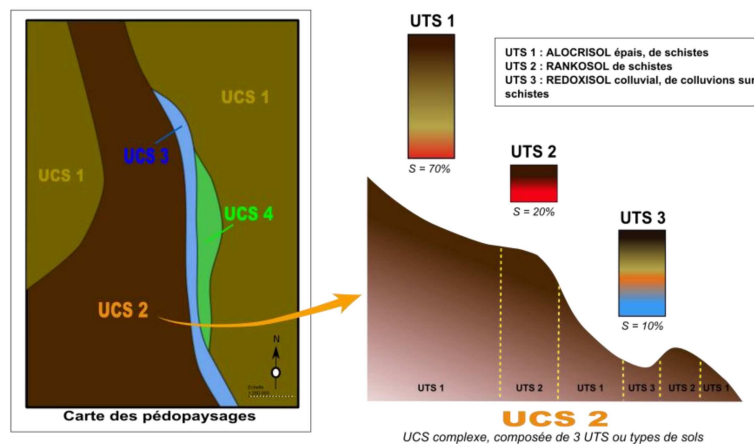 UCS 1
UCS 3
UCS 1
UCS 4
UCS 2
N
Carte des pédopaysages
UTS 1
S = 70%
UTS 1 : ALOCRISOL épais, de schistes
UTS 2 : RANKOSOL de schistes
UTS 3 : REDOXISOL colluvial, de colluvions sur
schistes
UTS 2
S = 20%
UTS 3
S = 10%
UTS 1
UTS 2
UTS 1
UTS 3
UTS 2
UTS 1
UCS 2
UCS complexe, composée de 3 UTS ou types de sols